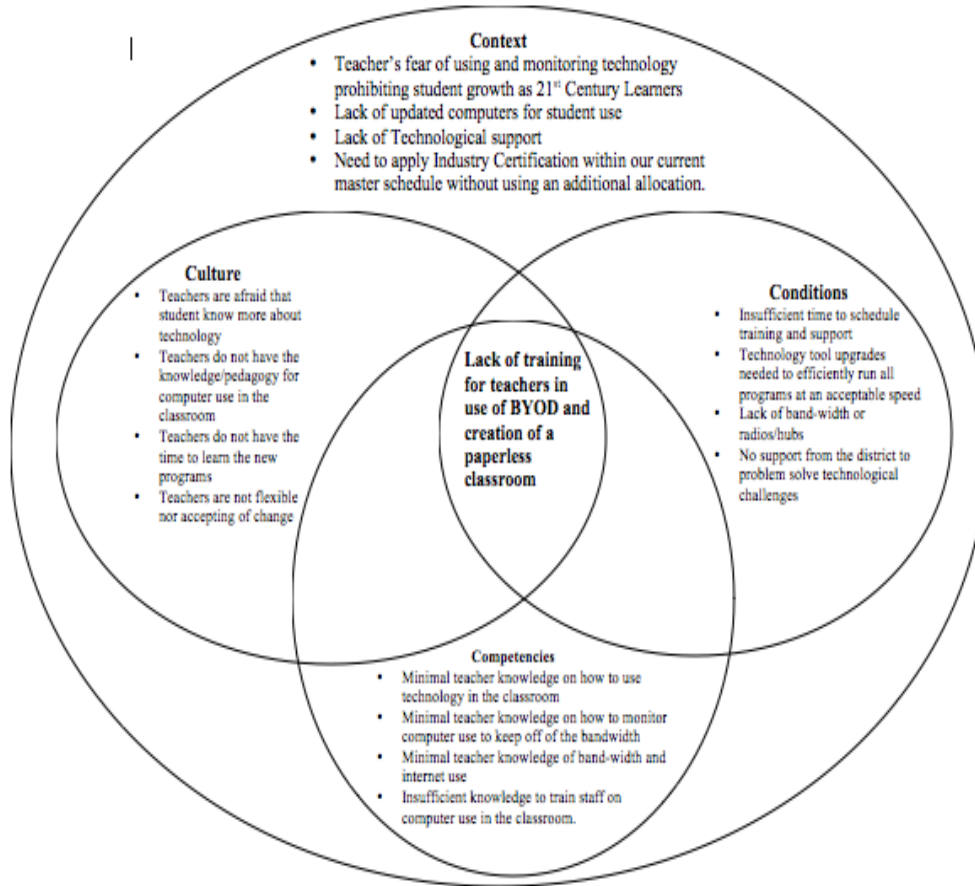 Context
• Teacher's fear of using and monitoring technology
prohibiting student growth as 21st Century Learners
• Lack of updated computers for student use
• Lack of Technological support
• Need to apply Industry Certification within our current
master schedule without using an additional allocation.
Culture
• Teachers are afraid that
student know more about
technology
• Teachers do not have the
knowledge/pedagogy for
computer use in the
classroom
• Teachers do not have the
time to learn the new
programs
• Teachers are not flexible
nor accepting of change
Lack of training
for teachers in
use of BYOD and
creation of a
paperless
classroom
Conditions
• Insufficient time to schedule
training and support
• Technology tool upgrades
needed to efficiently run all
programs at an acceptable speed
• Lack of band-width or
radios/hubs
• No support from the district to
problem solve technological
challenges
Competencies
• Minimal teacher knowledge on how to use
technology in the classroom
• Minimal teacher knowledge on how to monitor
computer use to keep off of the bandwidth
• Minimal teacher knowledge of band-width and
internet use
• Insufficient knowledge to train staff on
computer use in the classroom.